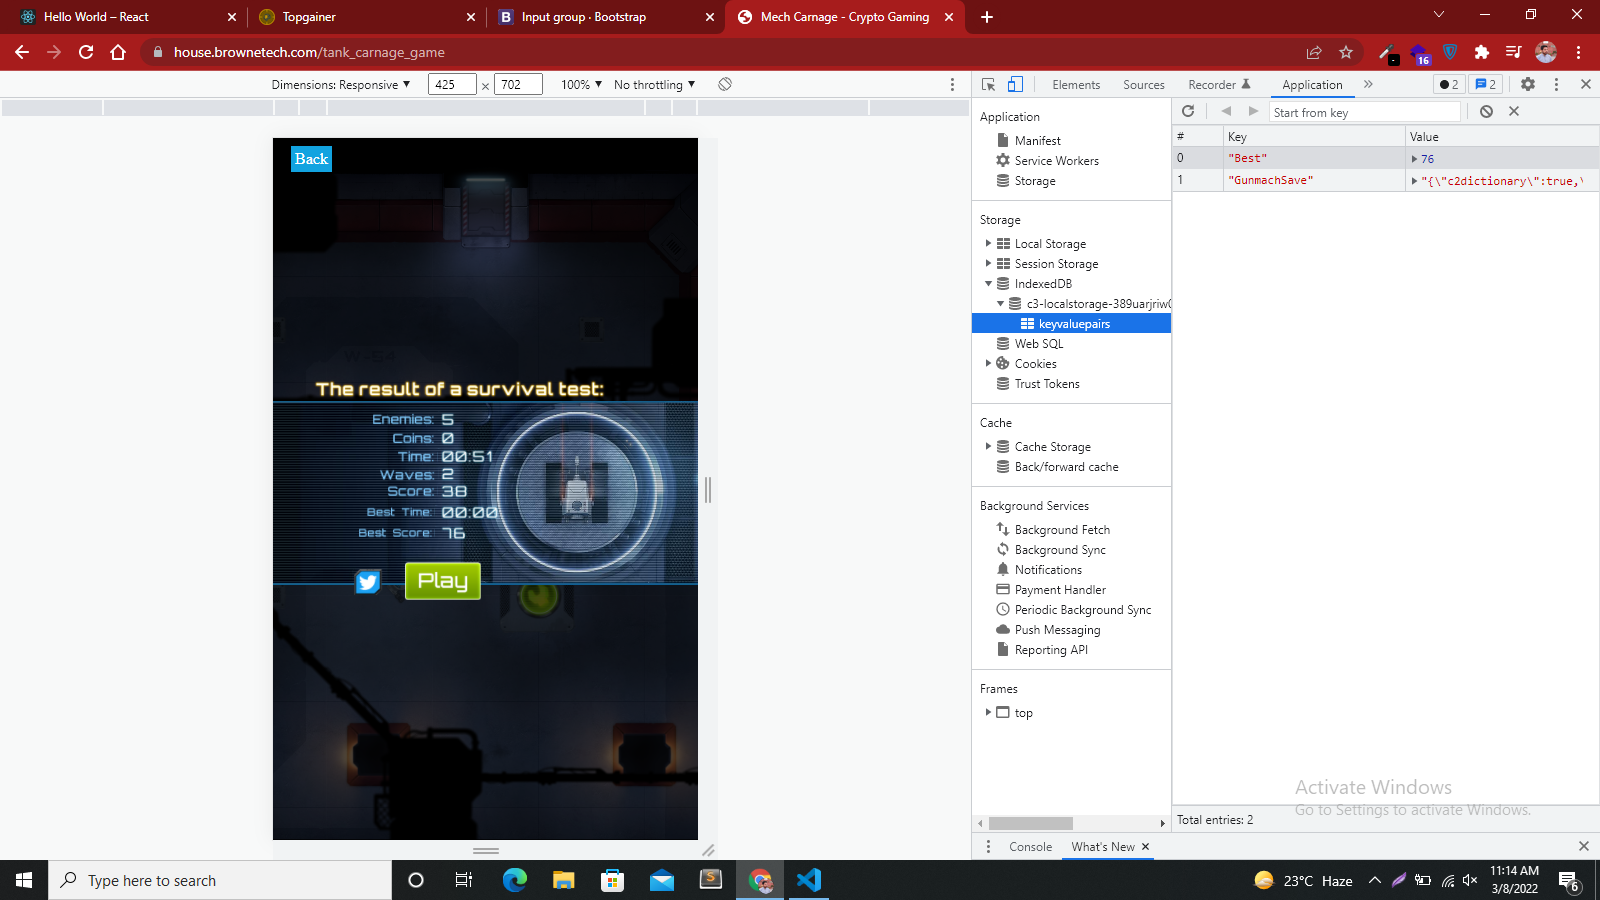 Hello World – React
Topgainer
Input group · Bootstrap
Mech Carnage - Crypto Gaming
house.brownetech.com/tank_carnage_game
16
Dimensions: Responsive
425
×
702
100%
No throttling
Elements
Sources
Recorder
Application
»
2
2
Back
The result of a survival test:
Enemies: 5
Coins: 0
Time: 00:51
Waves: 2
Score: 38
Best Time: 00:00
Best Score: 76
Play
Application
Manifest
Service Workers
Storage
Storage
Local Storage
Session Storage
IndexedDB
c3-localstorage-389uarjriw
keyvaluepairs
Web SQL
Cookies
Trust Tokens
Cache
Cache Storage
Back/forward cache
Background Services
Background Fetch
Background Sync
Notifications
Payment Handler
Periodic Background Sync
Push Messaging
Reporting API
Frames
top
Start from key
# Key Value
0 "Best" 76
1 "GunmachSave" "{\"c2dictionary\":true,\
Activate Windows
Go to Settings to activate Windows.
Total entries: 2
Console
What's New
Type here to search
23°C Haze
11:14 AM
3/8/2022
6